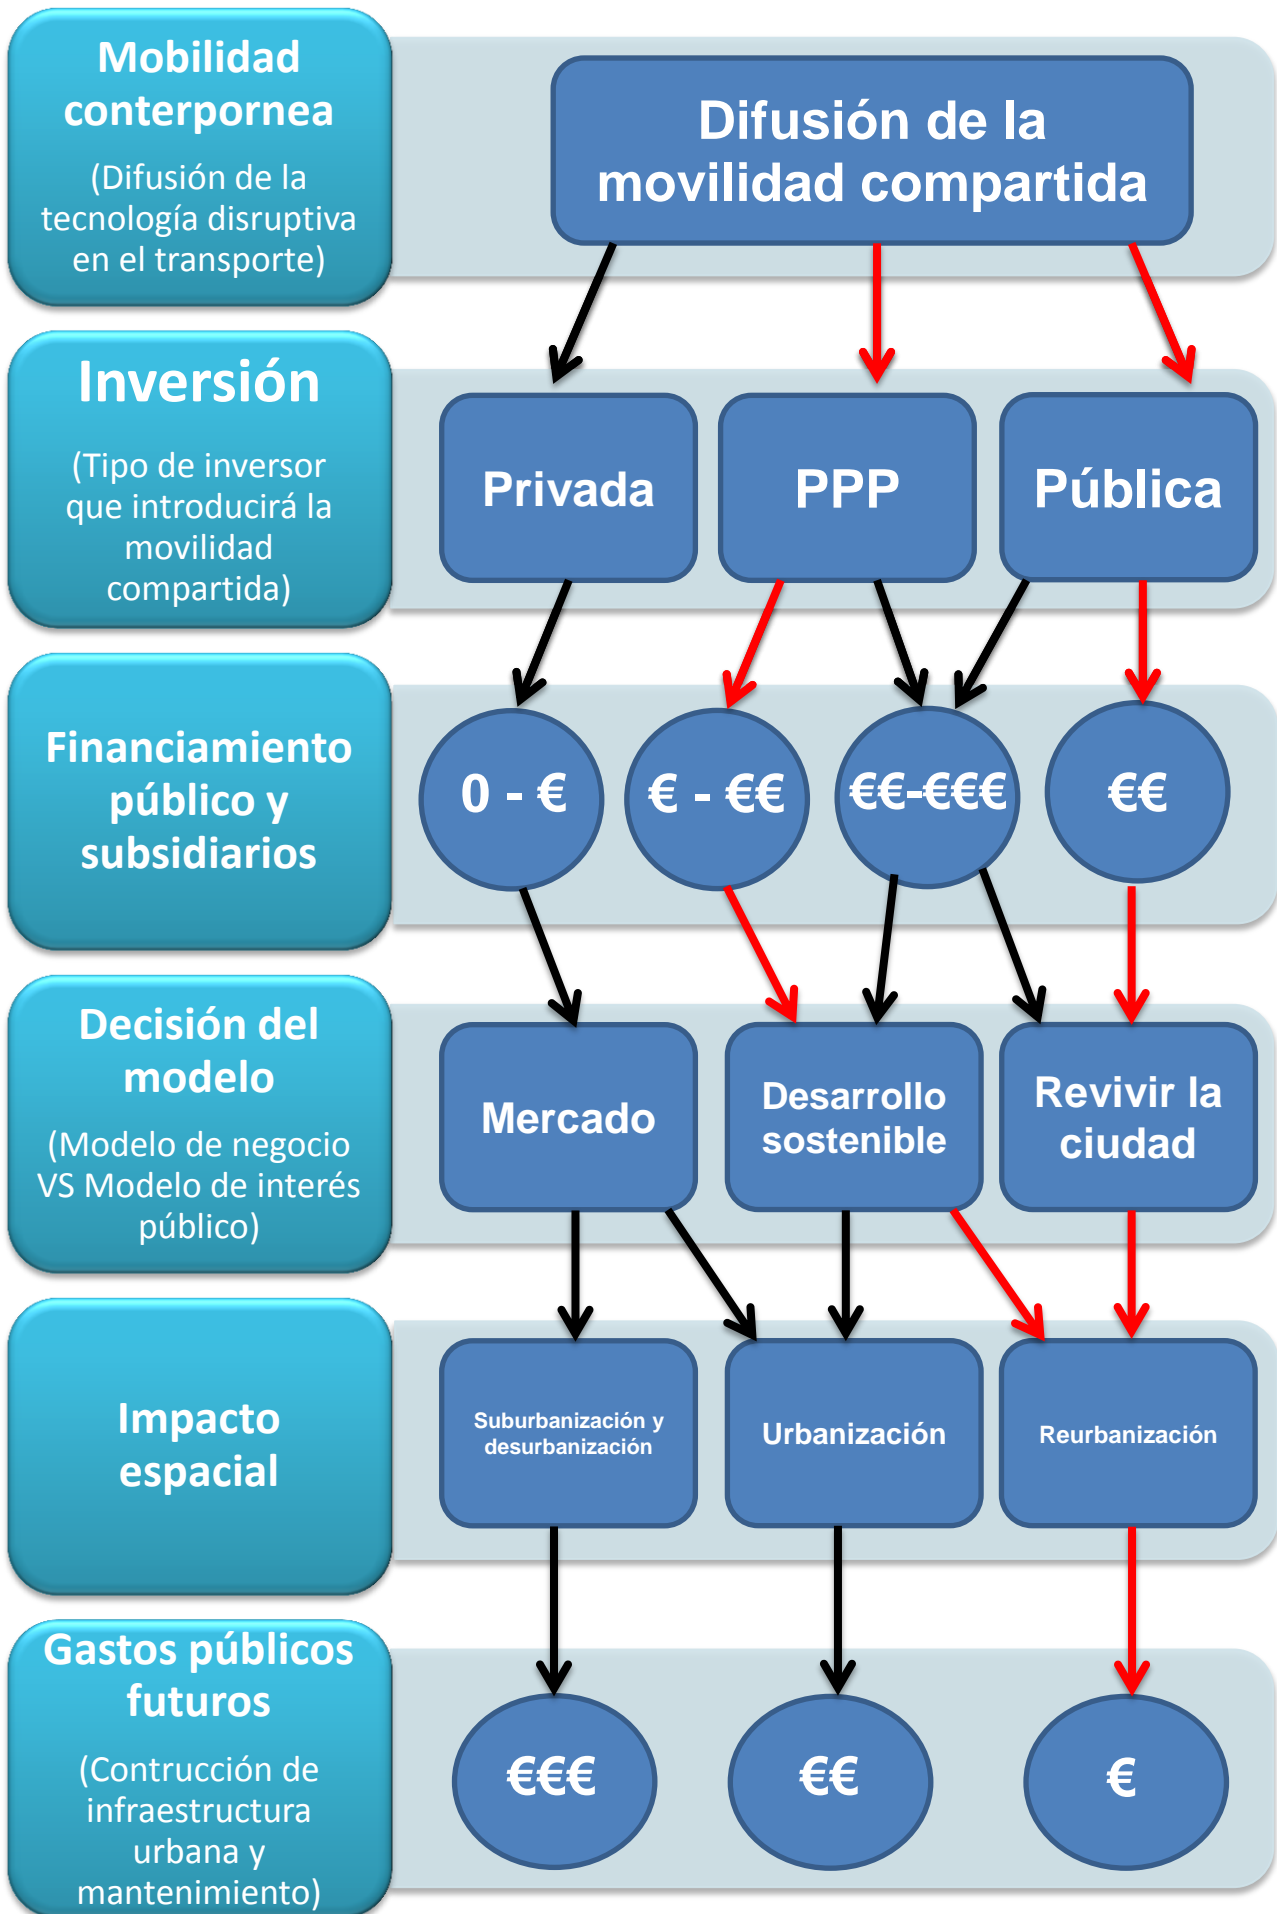 Mobilidad
conterpornea
(Difusión de la
tecnología disruptiva
en el transporte)
Difusión de la
movilidad compartida
Inversión
(Tipo de inversor
que introducirá la
movilidad
compartida)
Privada
PPP
Pública
Financiamiento
público y
subsidiarios
0 - €
€ - €€
€€-€€€
€€
Decisión del
modelo
(Modelo de negocio
VS Modelo de interés
público)
Mercado
Desarrollo
sostenible
Revivir la
ciudad
Impacto
espacial
Suburbanización y
desurbanización
Urbanización
Reurbanización
Gastos públicos
futuros
(Contrucción de
infraestructura
urbana y
mantenimiento)
€€€
€€
€